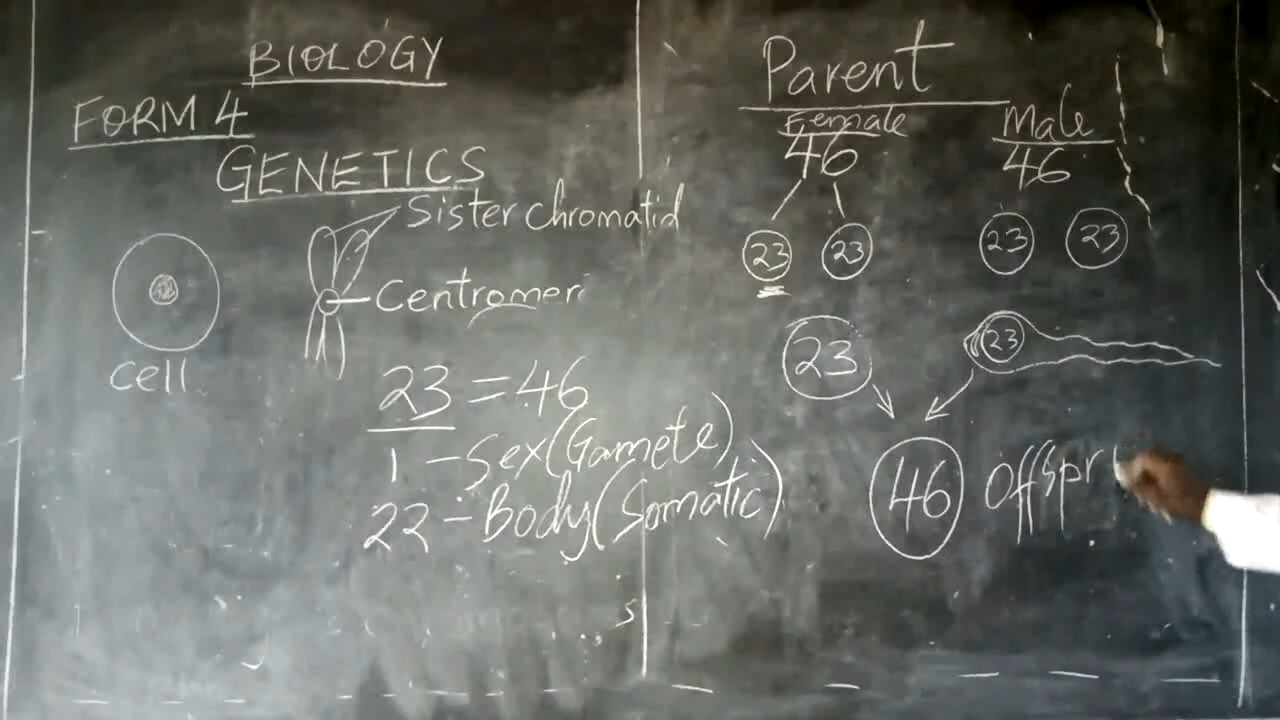 BIOLOGY
FORM 4
GENETICS
Sister chromatid
Centromer
cell
23 = 46
1 - Sex (Gamete)
22 - Body (Somatic)
Parent
Female
Male
46
46
23
23
23
23
23
23
46 offspr